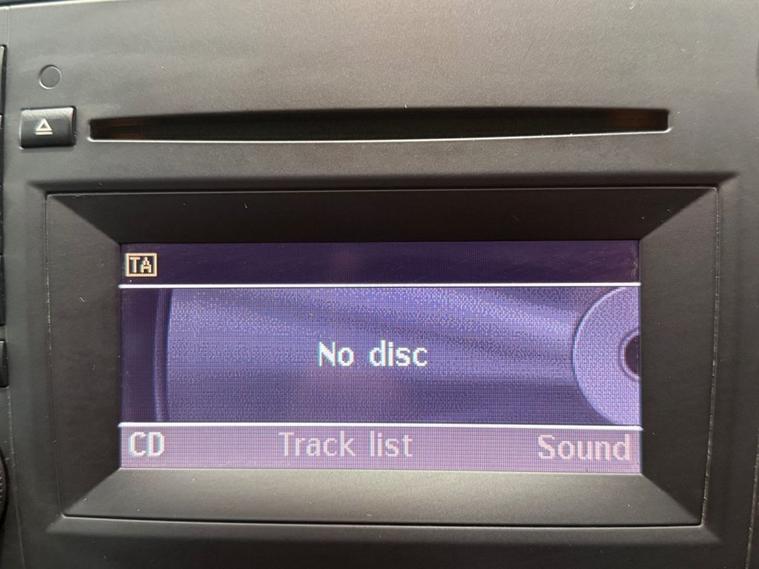 TA
No disc
CD Track list Sound